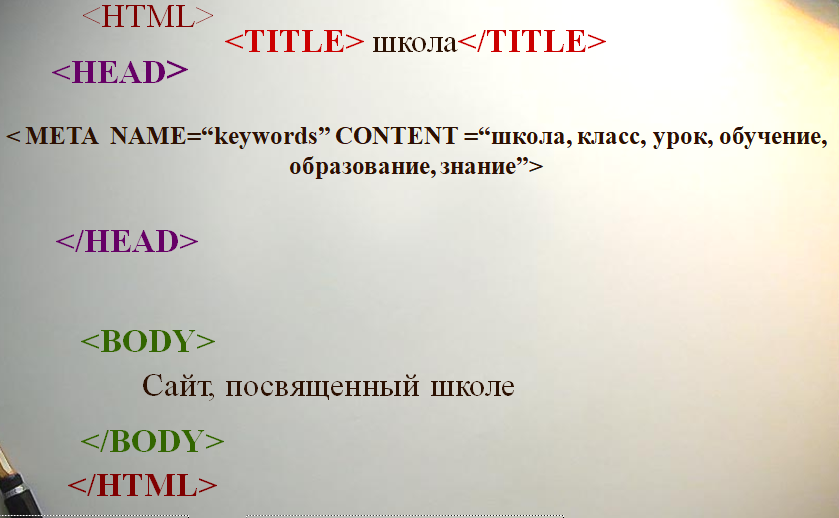 <HTML>
<TITLE> школа</TITLE>
<HEAD>
< META NAME=“keywords” CONTENT =“школа, класс, урок, обучение,
образование, знание”>
</HEAD>
<BODY>
Сайт, посвященный школе
</BODY>
</HTML>